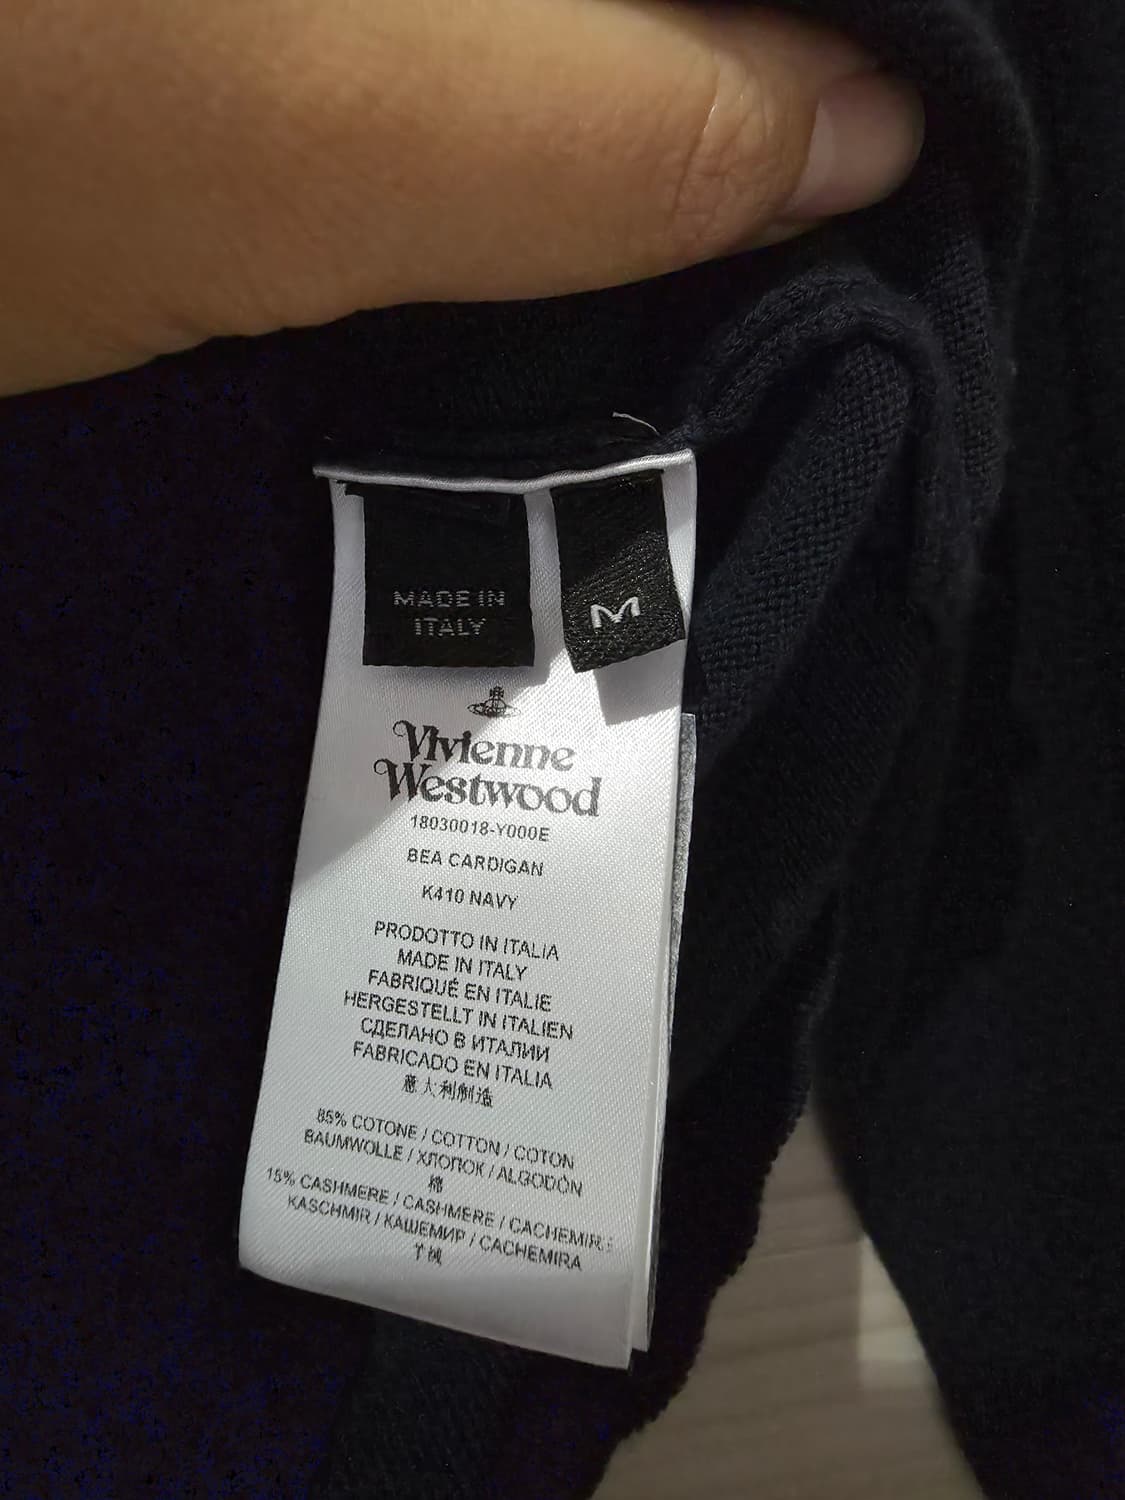 MADE IN
ITALY
M
Vivienne
Westwood
18030018-Y000E
BEA CARDIGAN
K410 NAVY
PRODOTTO IN ITALIA
MADE IN ITALY
FABRIQUÉ EN ITALIE
HERGESTELLT IN ITALIEN
СДЕЛАНО В ИТАЛИИ
FABRICADO EN ITALIA
意大利制造
85% COTONE / COTTON / COTON
BAUMWOLLE / ХЛОПОК / ALGODÓN
棉
15% CASHMERE / CASHMERE / CACHEMIRE
KASCHMIR / КАШЕМИР / CACHEMIRA
羊绒